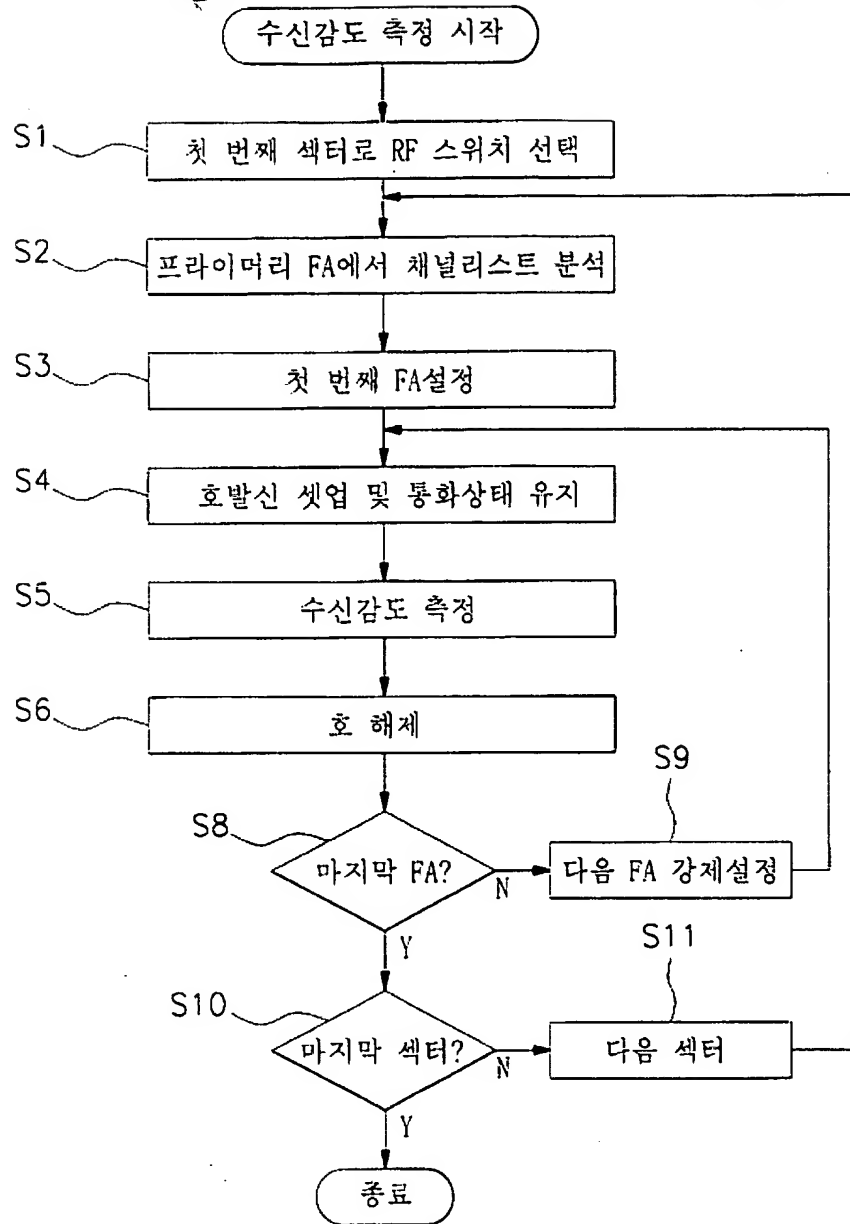 수신감도 측정 시작
S1
첫 번째 섹터로 RF 스위치 선택
S2
프라이머리 FA에서 채널리스트 분석
S3
첫 번째 FA설정
S4
호발신 셋업 및 통화상태 유지
S5
수신감도 측정
S6
호 해제
S8
마지막 FA?
N
S9
다음 FA 강제설정
Y
S10
마지막 섹터?
N
S11
다음 섹터
Y
종료